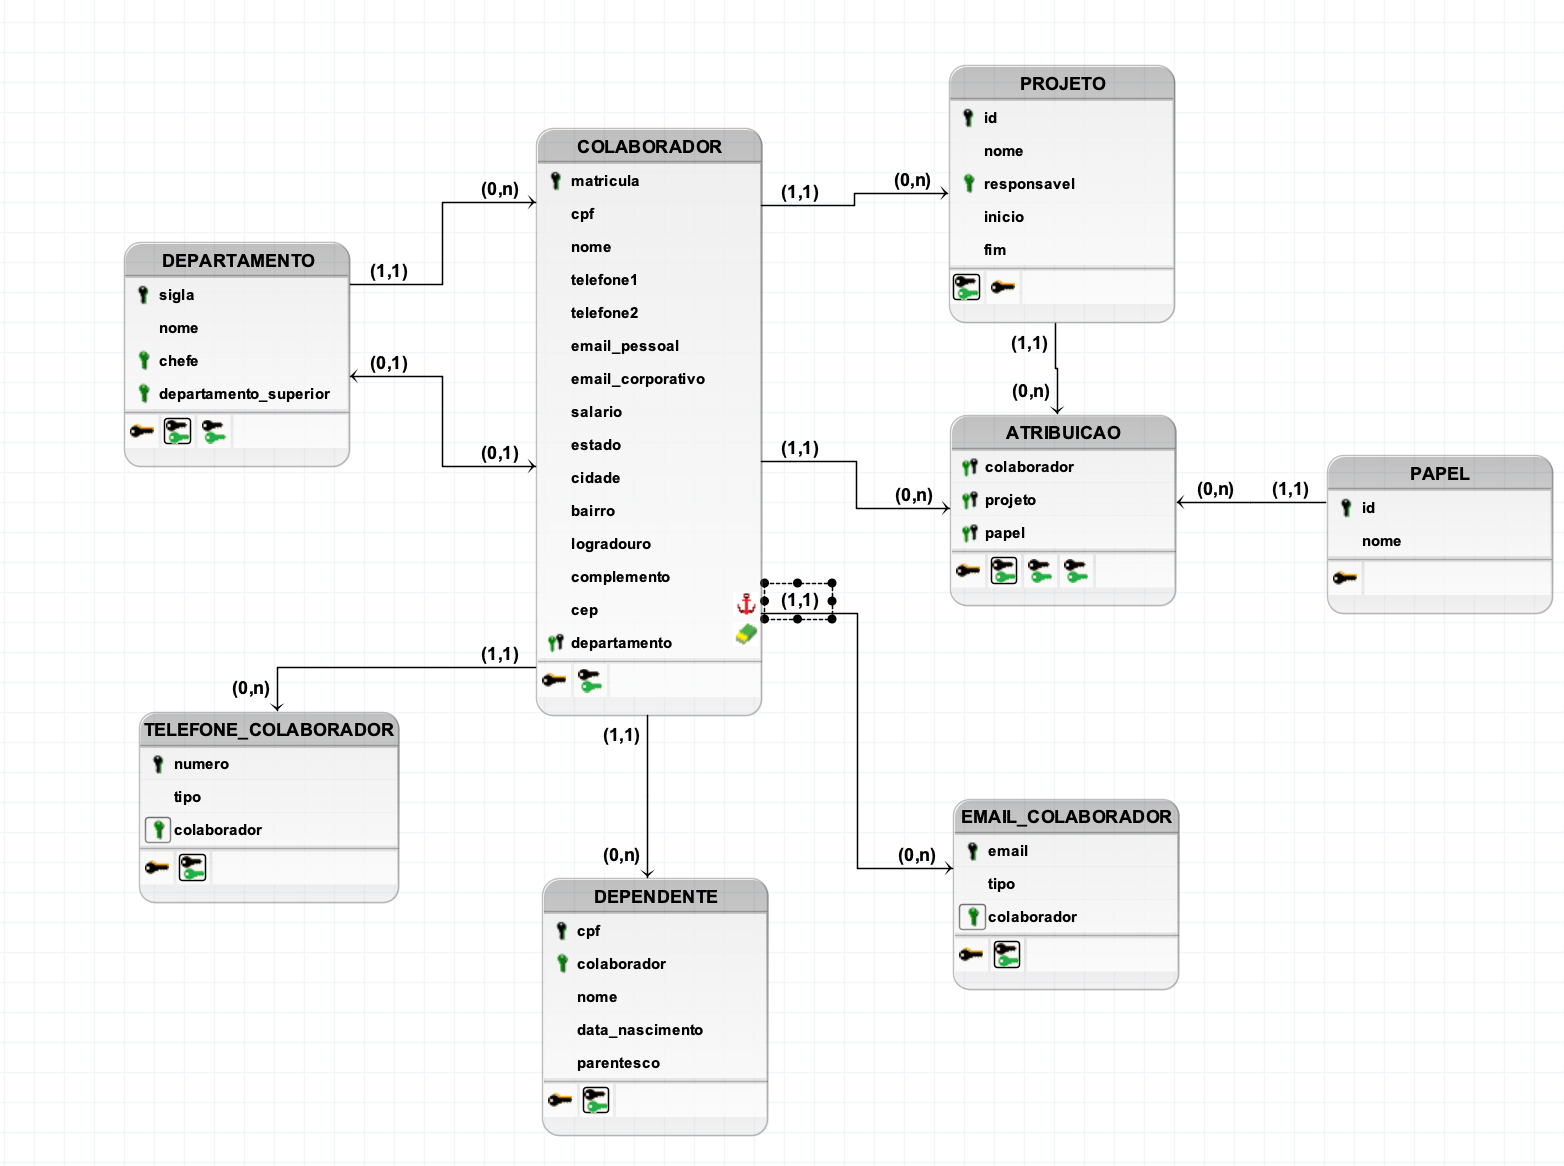 PROJETO
id
nome
responsavel
inicio
fim
COLABORADOR
matricula
cpf
nome
telefone1
telefone2
email_pessoal
email_corporativo
salario
estado
cidade
bairro
logradouro
complemento
cep
departamento
(0,n)
(1,1)
(1,1)
(0,n)
DEPARTAMENTO
sigla
nome
chefe
departamento_superior
(0,1)
(0,1)
(1,1)
(0,n)
(1,1)
(0,n)
ATRIBUICAO
colaborador
projeto
papel
(0,n)
(1,1)
PAPEL
id
nome
(1,1)
(1,1)
(0,n)
TELEFONE_COLABORADOR
numero
tipo
colaborador
(1,1)
(0,n)
(0,n)
EMAIL_COLABORADOR
email
tipo
colaborador
DEPENDENTE
cpf
colaborador
nome
data_nascimento
parentesco